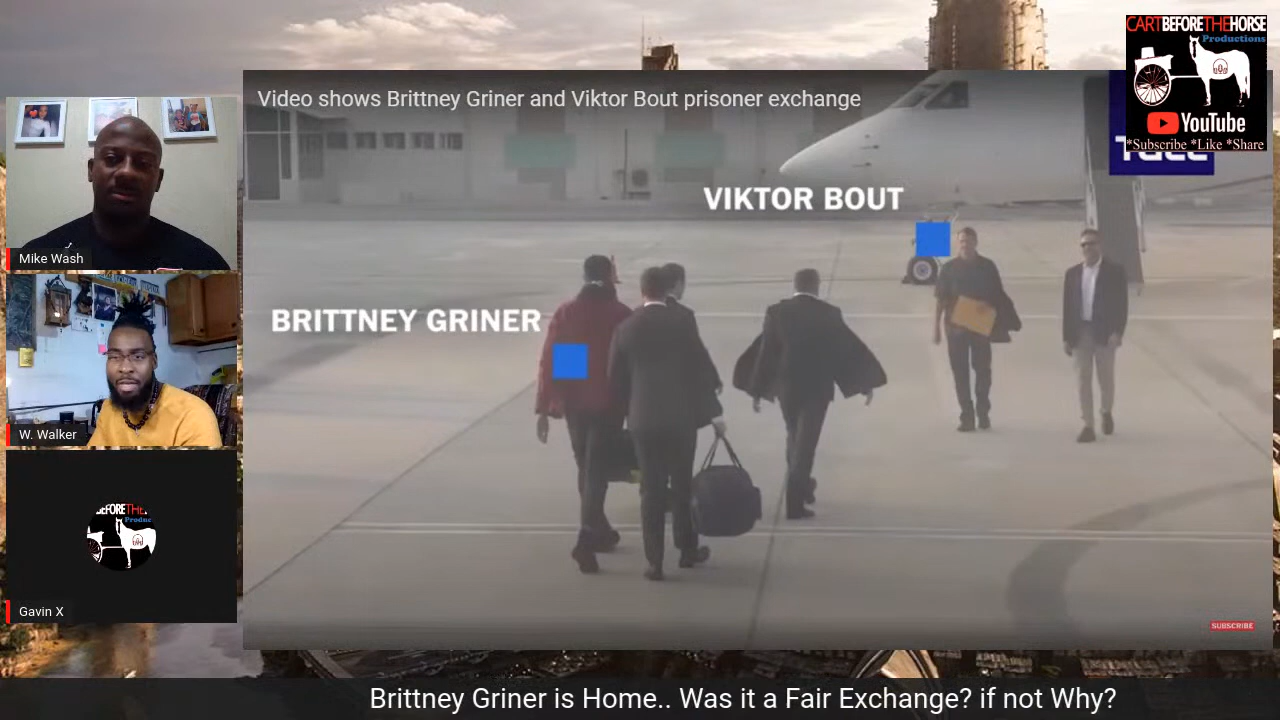 CARTBEFORETHEHORSE
Productions
YouTube
*Subscribe *Like *Share
Video shows Brittney Griner and Viktor Bout prisoner exchange
VIKTOR BOUT
BRITTNEY GRINER
Mike Wash
W. Walker
Gavin X
SUBSCRIBE
Brittney Griner is Home.. Was it a Fair Exchange? if not Why?